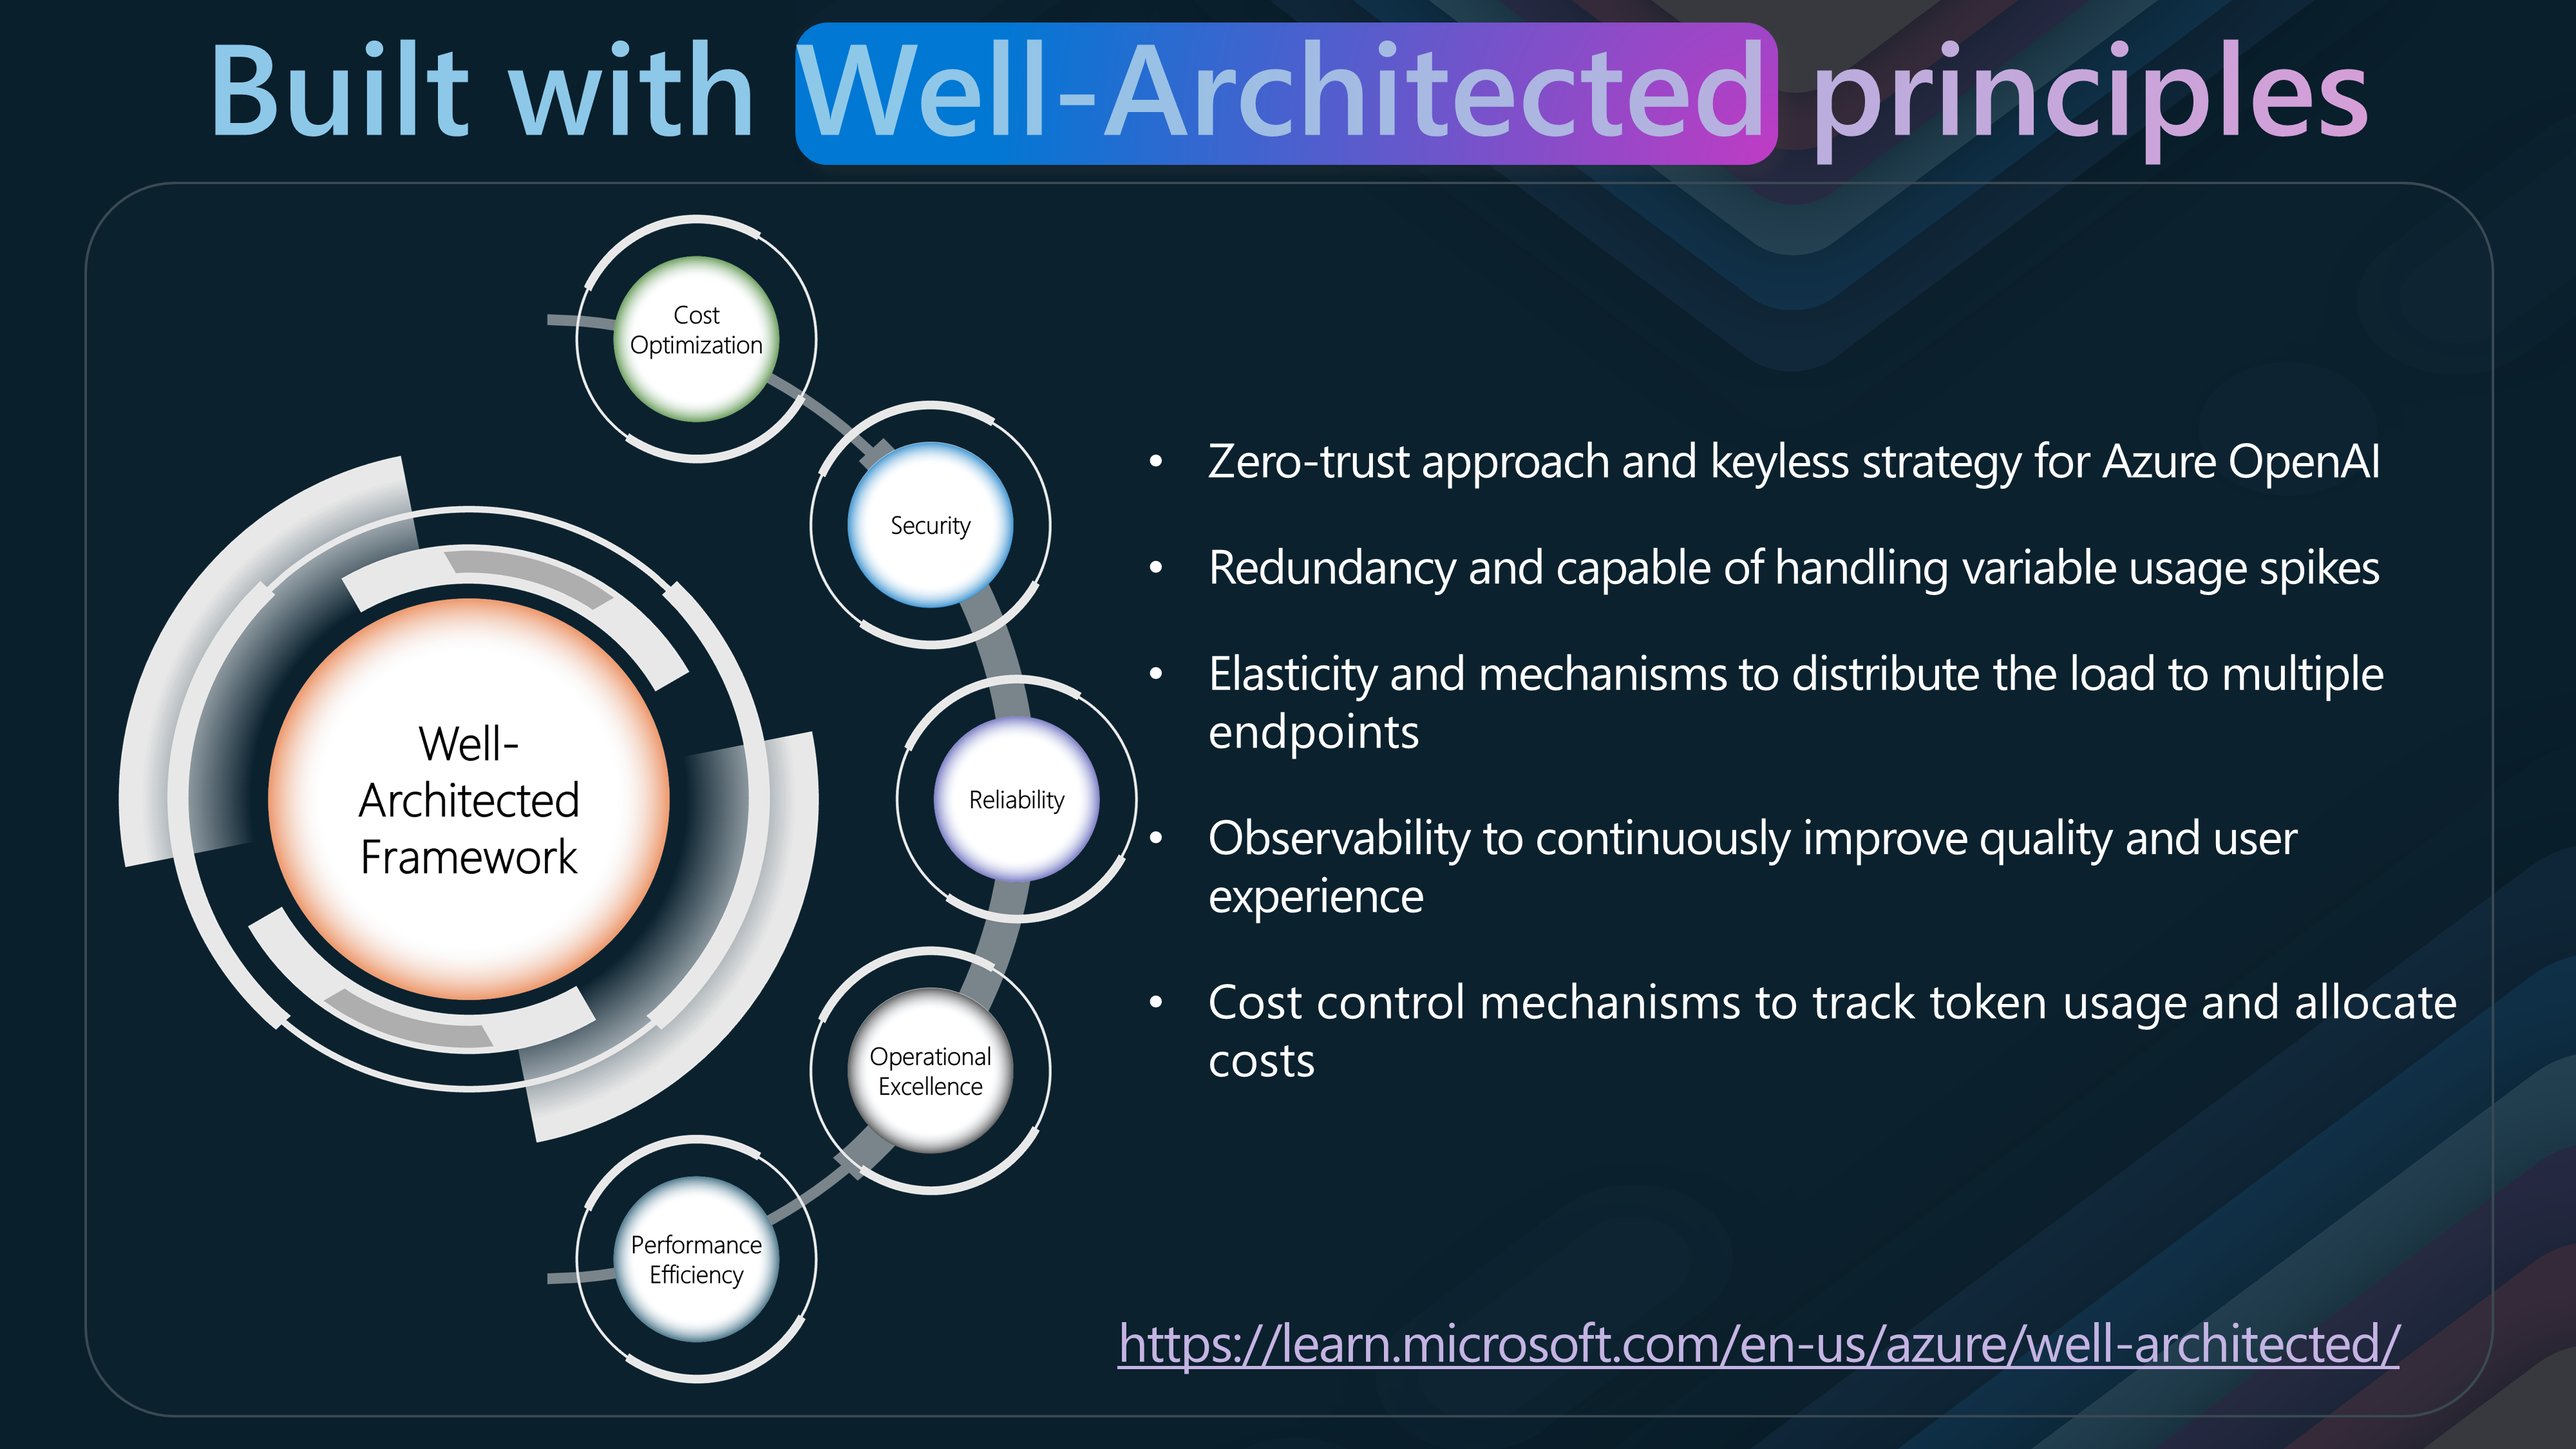 Built with Well-Architected principles
Cost
Optimization
Security
Reliability
Operational
Excellence
Performance
Efficiency
Well-
Architected
Framework
• Zero-trust approach and keyless strategy for Azure OpenAI
• Redundancy and capable of handling variable usage spikes
• Elasticity and mechanisms to distribute the load to multiple
endpoints
• Observability to continuously improve quality and user
experience
• Cost control mechanisms to track token usage and allocate
costs
https://learn.microsoft.com/en-us/azure/well-architected/